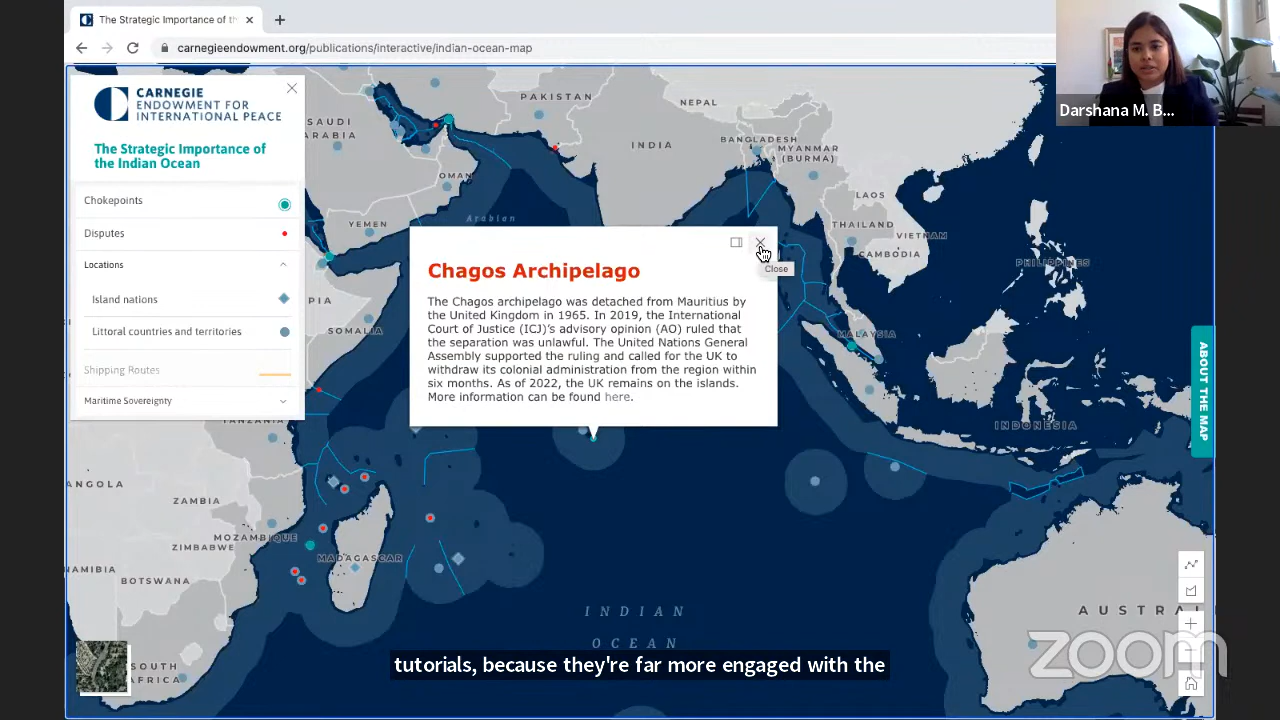 The Strategic Importance of th
carnegieendowment.org/publications/interactive/indian-ocean-map
Darshana M. B...
CARNEGIE
ENDOWMENT FOR
INTERNATIONAL PEACE
The Strategic Importance of
the Indian Ocean
Chokepoints
Disputes
Locations
Island nations
Littoral countries and territories
Shipping Routes
Maritime Sovereignty
PAKISTAN
NEPAL
SAUDI
ARABIA
INDIA
BANGLADESH
MYANMAR
(BURMA)
OMAN
LAOS
Arabian
YEMEN
THAILAND
VIETNAM
CAMBODIA
PHILIPPINES
PIA
SOMALIA
MALAYSIA
Close
Chagos Archipelago
The Chagos archipelago was detached from Mauritius by
the United Kingdom in 1965. In 2019, the International
Court of Justice (ICJ)'s advisory opinion (AO) ruled that
the separation was unlawful. The United Nations General
Assembly supported the ruling and called for the UK to
withdraw its colonial administration from the region within
six months. As of 2022, the UK remains on the islands.
More information can be found here.
ABOUT THE MAP
TANZANIA
INDONESIA
ANGOLA
ZAMBIA
MOZAMBIQUE
ZIMBABWE
MADAGASCAR
NAMIBIA
BOTSWANA
INDIAN
OCEAN
AUSTRAL
SOUTH
AFRICA
zoom
tutorials, because they're far more engaged with the